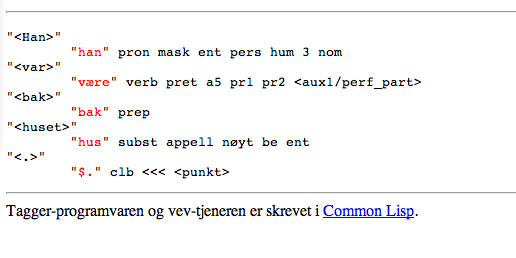 "<Han>"
"han" pron mask ent pers hum 3 nom
"<var>"
"være" verb pret a5 pr1 pr2 <aux1/perf_part>
"<bak>"
"bak" prep
"<huset>"
"hus" subst appell nøyt be ent
"<.>"
"$." clb <<< <punkt>
Tagger-programvaren og vev-tjeneren er skrevet i Common Lisp.